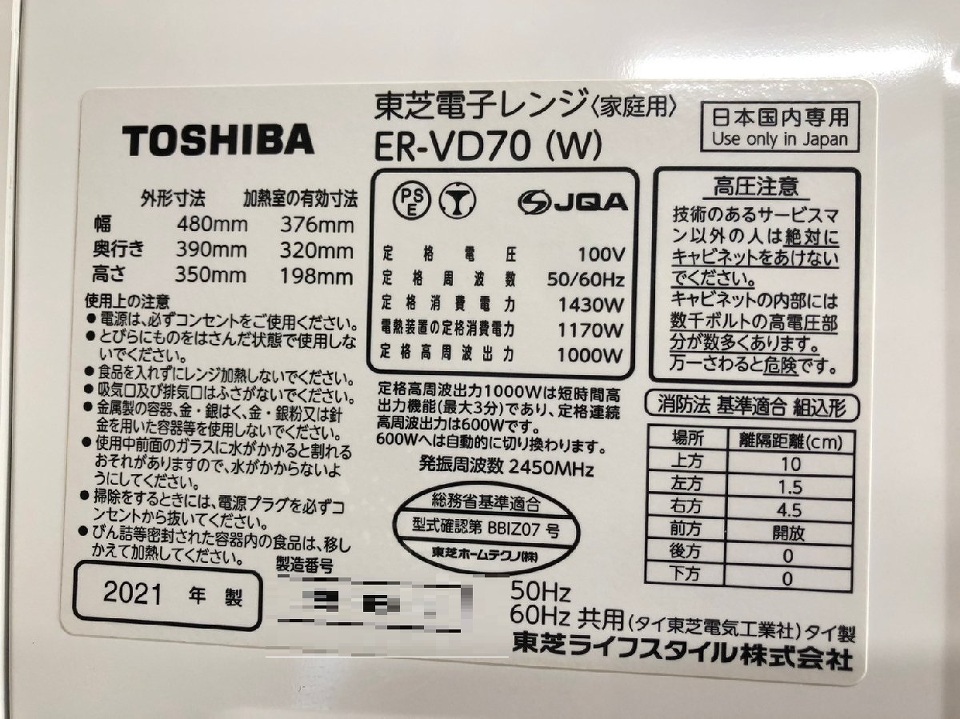 TOSHIBA
東芝電子レンジ〈家庭用〉
ER-VD70 (W)
日本国内専用
Use only in Japan
外形寸法 加熱室の有効寸法
幅 480mm 376mm
奥行き 390mm 320mm
高さ 350mm 198mm
使用上の注意
●電源は、必ずコンセントをご使用ください。
●とびらにものをはさんだ状態で使用しな
いでください。
●食品を入れずにレンジ加熱しないでください。
●吸気口及び排気口はふさがないでください。
●金属製の容器、金・銀はく、金・銀粉又は針
金を用いた容器等を使用しないでください。
●使用中前面のガラスに水がかかると割れる
おそれがありますので、水がかからないよ
うにしてください。
●掃除をするときには、電源プラグを必ずコ
ンセントから抜いてください。
●びん詰等密封された容器内の食品は、移し
かえて加熱してください。
2021 年 製
製造番号
PSE JQA
定格電圧 100V
定格周波数 50/60Hz
定格消費電力 1430W
電熱装置の定格消費電力 1170W
定格高周波出力 1000W
定格高周波出力1000Wは短時間高
出力機能(最大3分)であり、定格連続
高周波出力は600Wです。
600Wへは自動的に切り換わります。
発振周波数 2450MHz
総務省基準適合
型式確認第 BBIZ07 号
東芝ホームテクノ(株)
高圧注意
技術のあるサービスマ
ン以外の人は絶対に
キャビネットをあけない
でください。
キャビネットの内部には
数千ボルトの高電圧部
分が数多くあります。
万一さわると危険です。
消防法 基準適合 組込形
場所 離隔距離(cm)
上方 10
左方 1.5
右方 4.5
前方 開放
後方 0
下方 0
50Hz
60Hz 共用(タイ東芝電気工業社)タイ製
東芝ライフスタイル株式会社